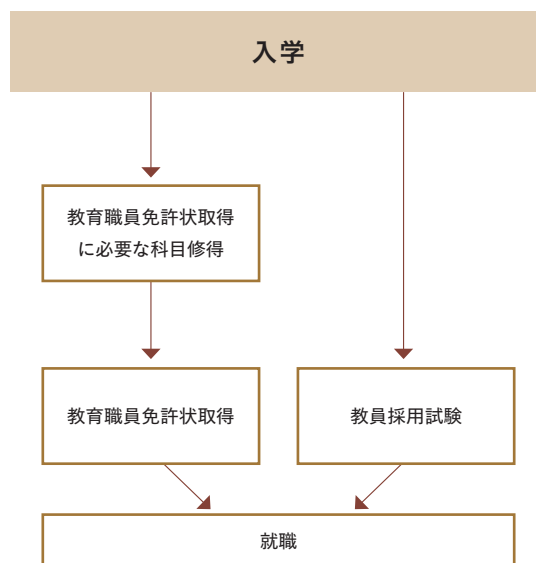 入学
教育職員免許状取得
に必要な科目修得
教育職員免許状取得
教員採用試験
就職